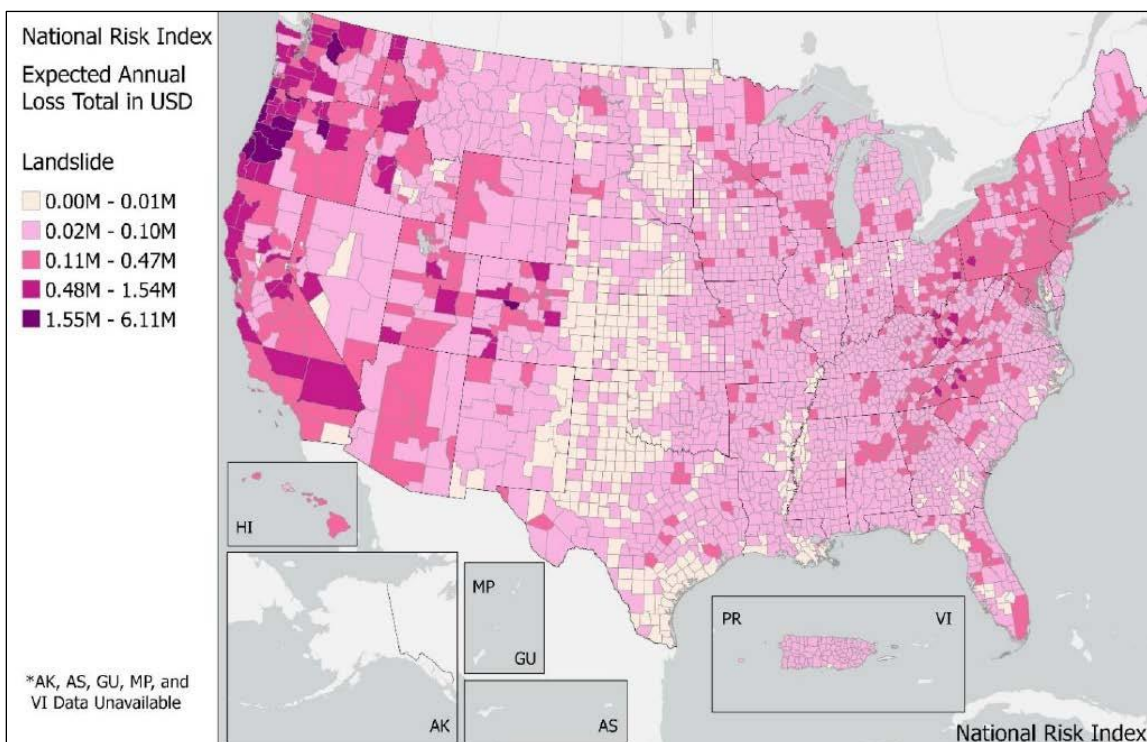 National Risk Index
Expected Annual
Loss Total in USD
Landslide
0.00M - 0.01M
0.02M - 0.10M
0.11M - 0.47M
0.48M - 1.54M
1.55M - 6.11M
*AK, AS, GU, MP, and
VI Data Unavailable
HI
AK
MP
GU
AS
PR
VI
National Risk Index